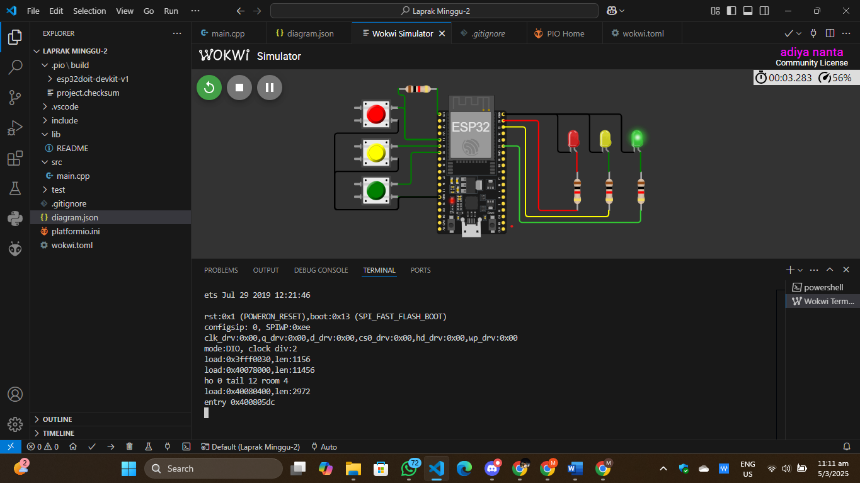 File Edit Selection View Go Run ··· Laprak Minggu-2
EXPLORER ···
LAPRAK MINGGU-2
.pio \ build
esp32doit-devkit-v1
project.checksum
.vscode
include
lib
README
src
main.cpp
test
.gitignore
diagram.json
platformio.ini
wokwi.toml
OUTLINE
TIMELINE
main.cpp diagram.json Wokwi Simulator .gitignore PIO Home wokwi.toml
WOKWI Simulator
adiya nanta
Community License
00:03.283 56%
ESP32
PROBLEMS OUTPUT DEBUG CONSOLE TERMINAL PORTS
powershell
Wokwi Term...
ets Jul 29 2019 12:21:46
rst:0x1 (POWERON_RESET),boot:0x13 (SPI_FAST_FLASH_BOOT)
configsip: 0, SPIWP:0xee
clk_drv:0x00,q_drv:0x00,d_drv:0x00,cs0_drv:0x00,hd_drv:0x00,wp_drv:0x00
mode:DIO, clock div:2
load:0x3fff0030,len:1156
load:0x40078000,len:11456
ho 0 tail 12 room 4
load:0x40080400,len:2972
entry 0x400805dc
0 0 Default (Laprak Minggu-2) Auto
2 Search 72 ENG 11:11 am
US 5/3/2025